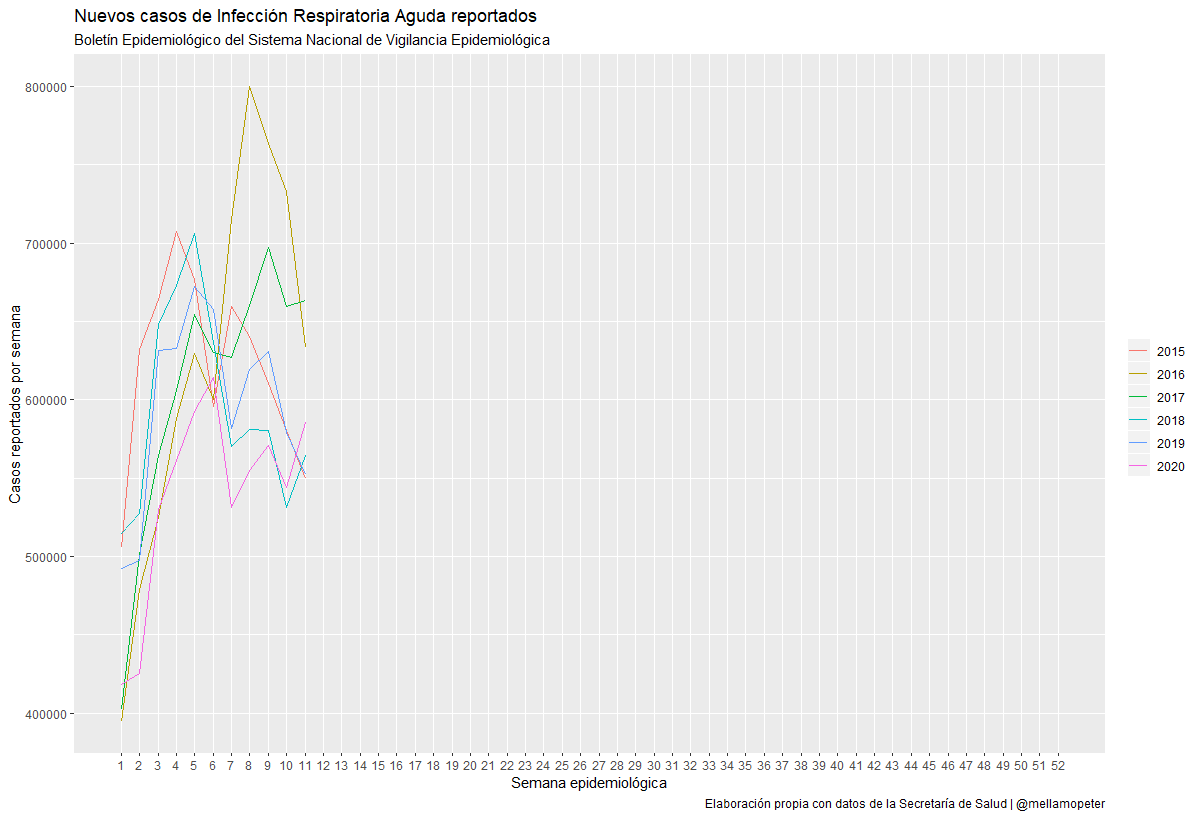 Nuevos casos de Infección Respiratoria Aguda reportados
Boletín Epidemiológico del Sistema Nacional de Vigilancia Epidemiológica
Casos reportados por semana
800000
700000
600000
500000
400000
1 2 3 4 5 6 7 8 9 10 11 12 13 14 15 16 17 18 19 20 21 22 23 24 25 26 27 28 29 30 31 32 33 34 35 36 37 38 39 40 41 42 43 44 45 46 47 48 49 50 51 52
Semana epidemiológica
2015
2016
2017
2018
2019
2020
Elaboración propia con datos de la Secretaría de Salud | @mellamopeter